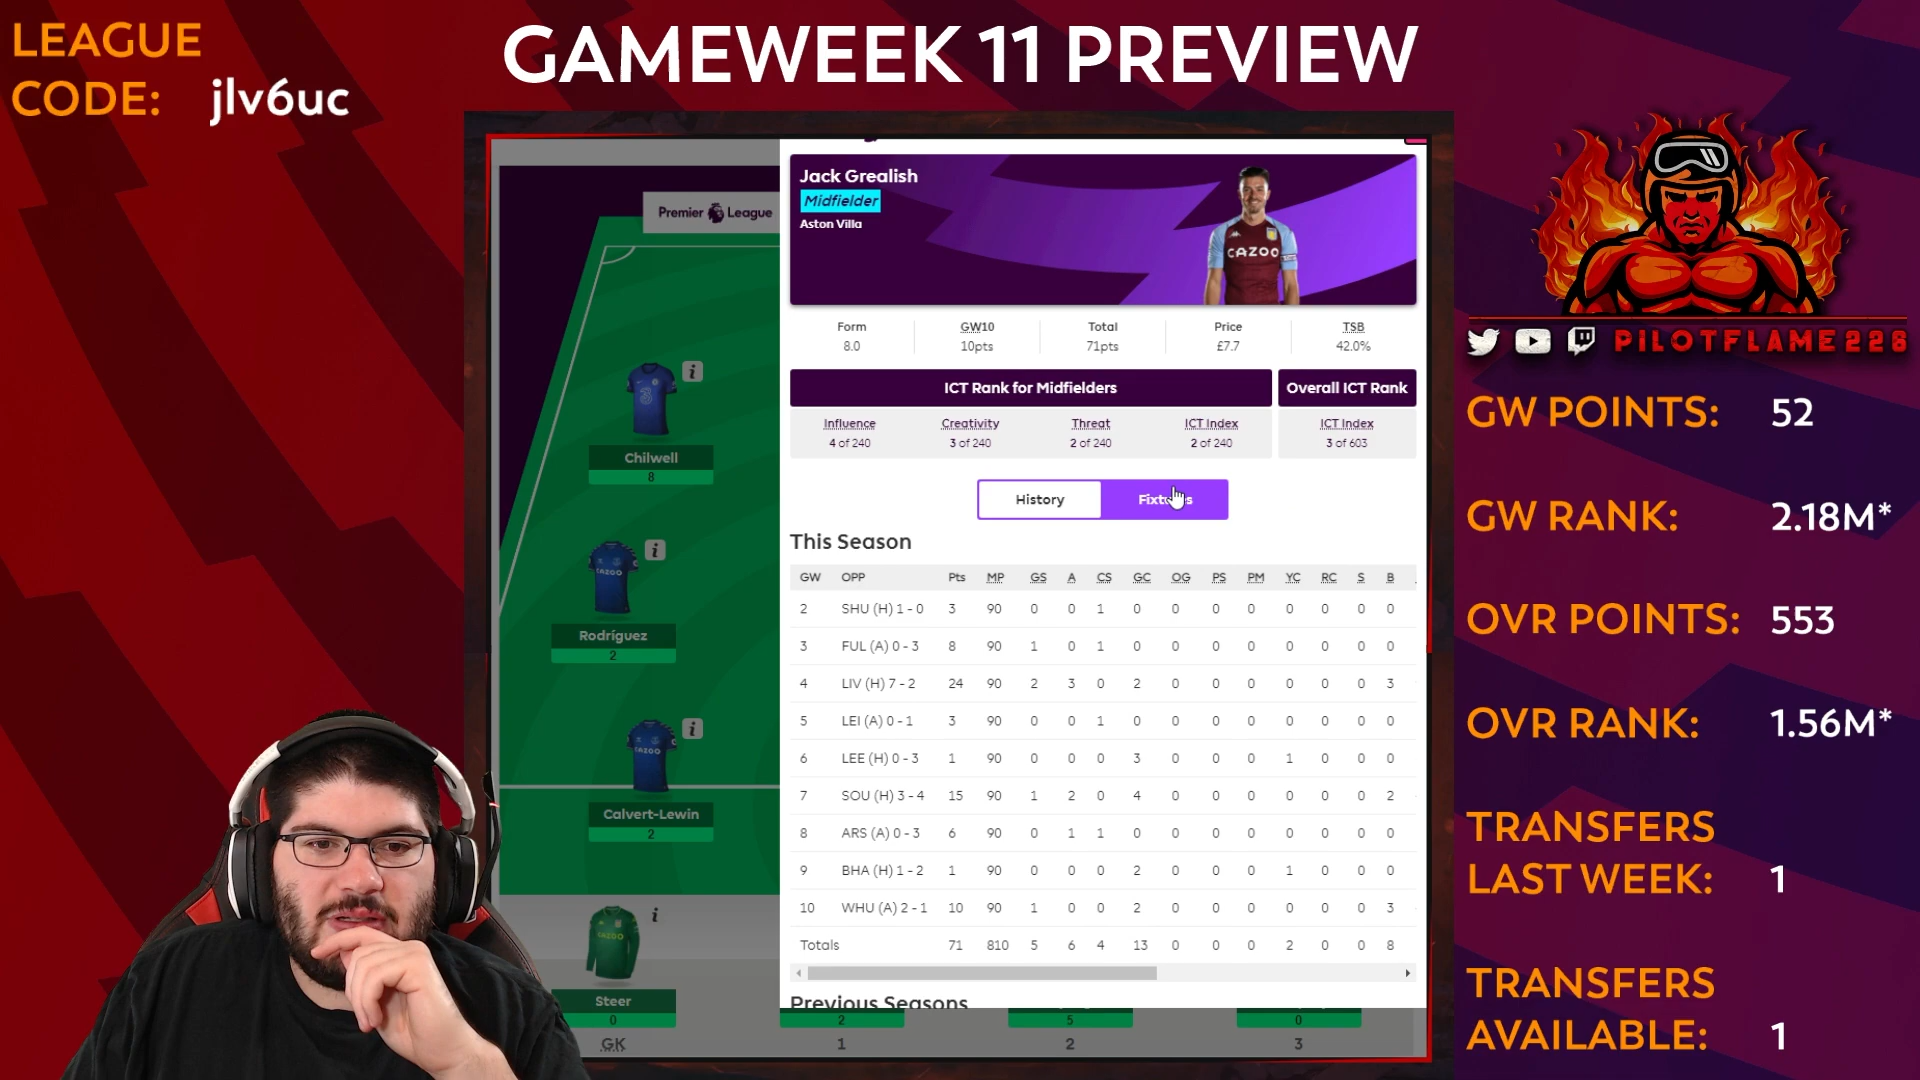 LEAGUE
CODE: jlv6uc
GAMEWEEK 11 PREVIEW
Premier League
Jack Grealish
Midfielder
Aston Villa
CAZOO
Form GW10 Total Price TSB
8.0 10pts 71pts £7.7 42.0%
ICT Rank for Midfielders Overall ICT Rank
Influence Creativity Threat ICT Index ICT Index
4 of 240 3 of 240 2 of 240 2 of 240 3 of 603
History
This Season
GW OPP Pts MP GS A CS GC OG PS PM YC RC S B
2 SHU (H) 1 - 0 3 90 0 0 1 0 0 0 0 0 0 0 0
3 FUL (A) 0 - 3 8 90 1 0 1 0 0 0 0 0 0 0 0
4 LIV (H) 7 - 2 24 90 2 3 0 2 0 0 0 0 0 0 3
5 LEI (A) 0 - 1 3 90 0 0 1 0 0 0 0 0 0 0 0
6 LEE (H) 0 - 3 1 90 0 0 0 3 0 0 0 1 0 0 0
7 SOU (H) 3 - 4 15 90 1 2 0 4 0 0 0 0 0 0 2
8 ARS (A) 0 - 3 6 90 0 1 1 0 0 0 0 0 0 0 0
9 BHA (H) 1 - 2 1 90 0 0 0 2 0 0 0 1 0 0 0
10 WHU (A) 2 - 1 10 90 1 0 0 2 0 0 0 0 0 0 3
Totals 71 810 5 6 4 13 0 0 0 2 0 0 8
Previous Seasons
i
Chilwell
8
i
CAZOO
Rodríguez
2
i
CAZOO
Calvert-Lewin
2
i
CAZOO
Steer
0 2 5 0
GK 1 2 3
PILOTFLAME226
GW POINTS: 52
GW RANK: 2.18M*
OVR POINTS: 553
OVR RANK: 1.56M*
TRANSFERS
LAST WEEK: 1
TRANSFERS
AVAILABLE: 1